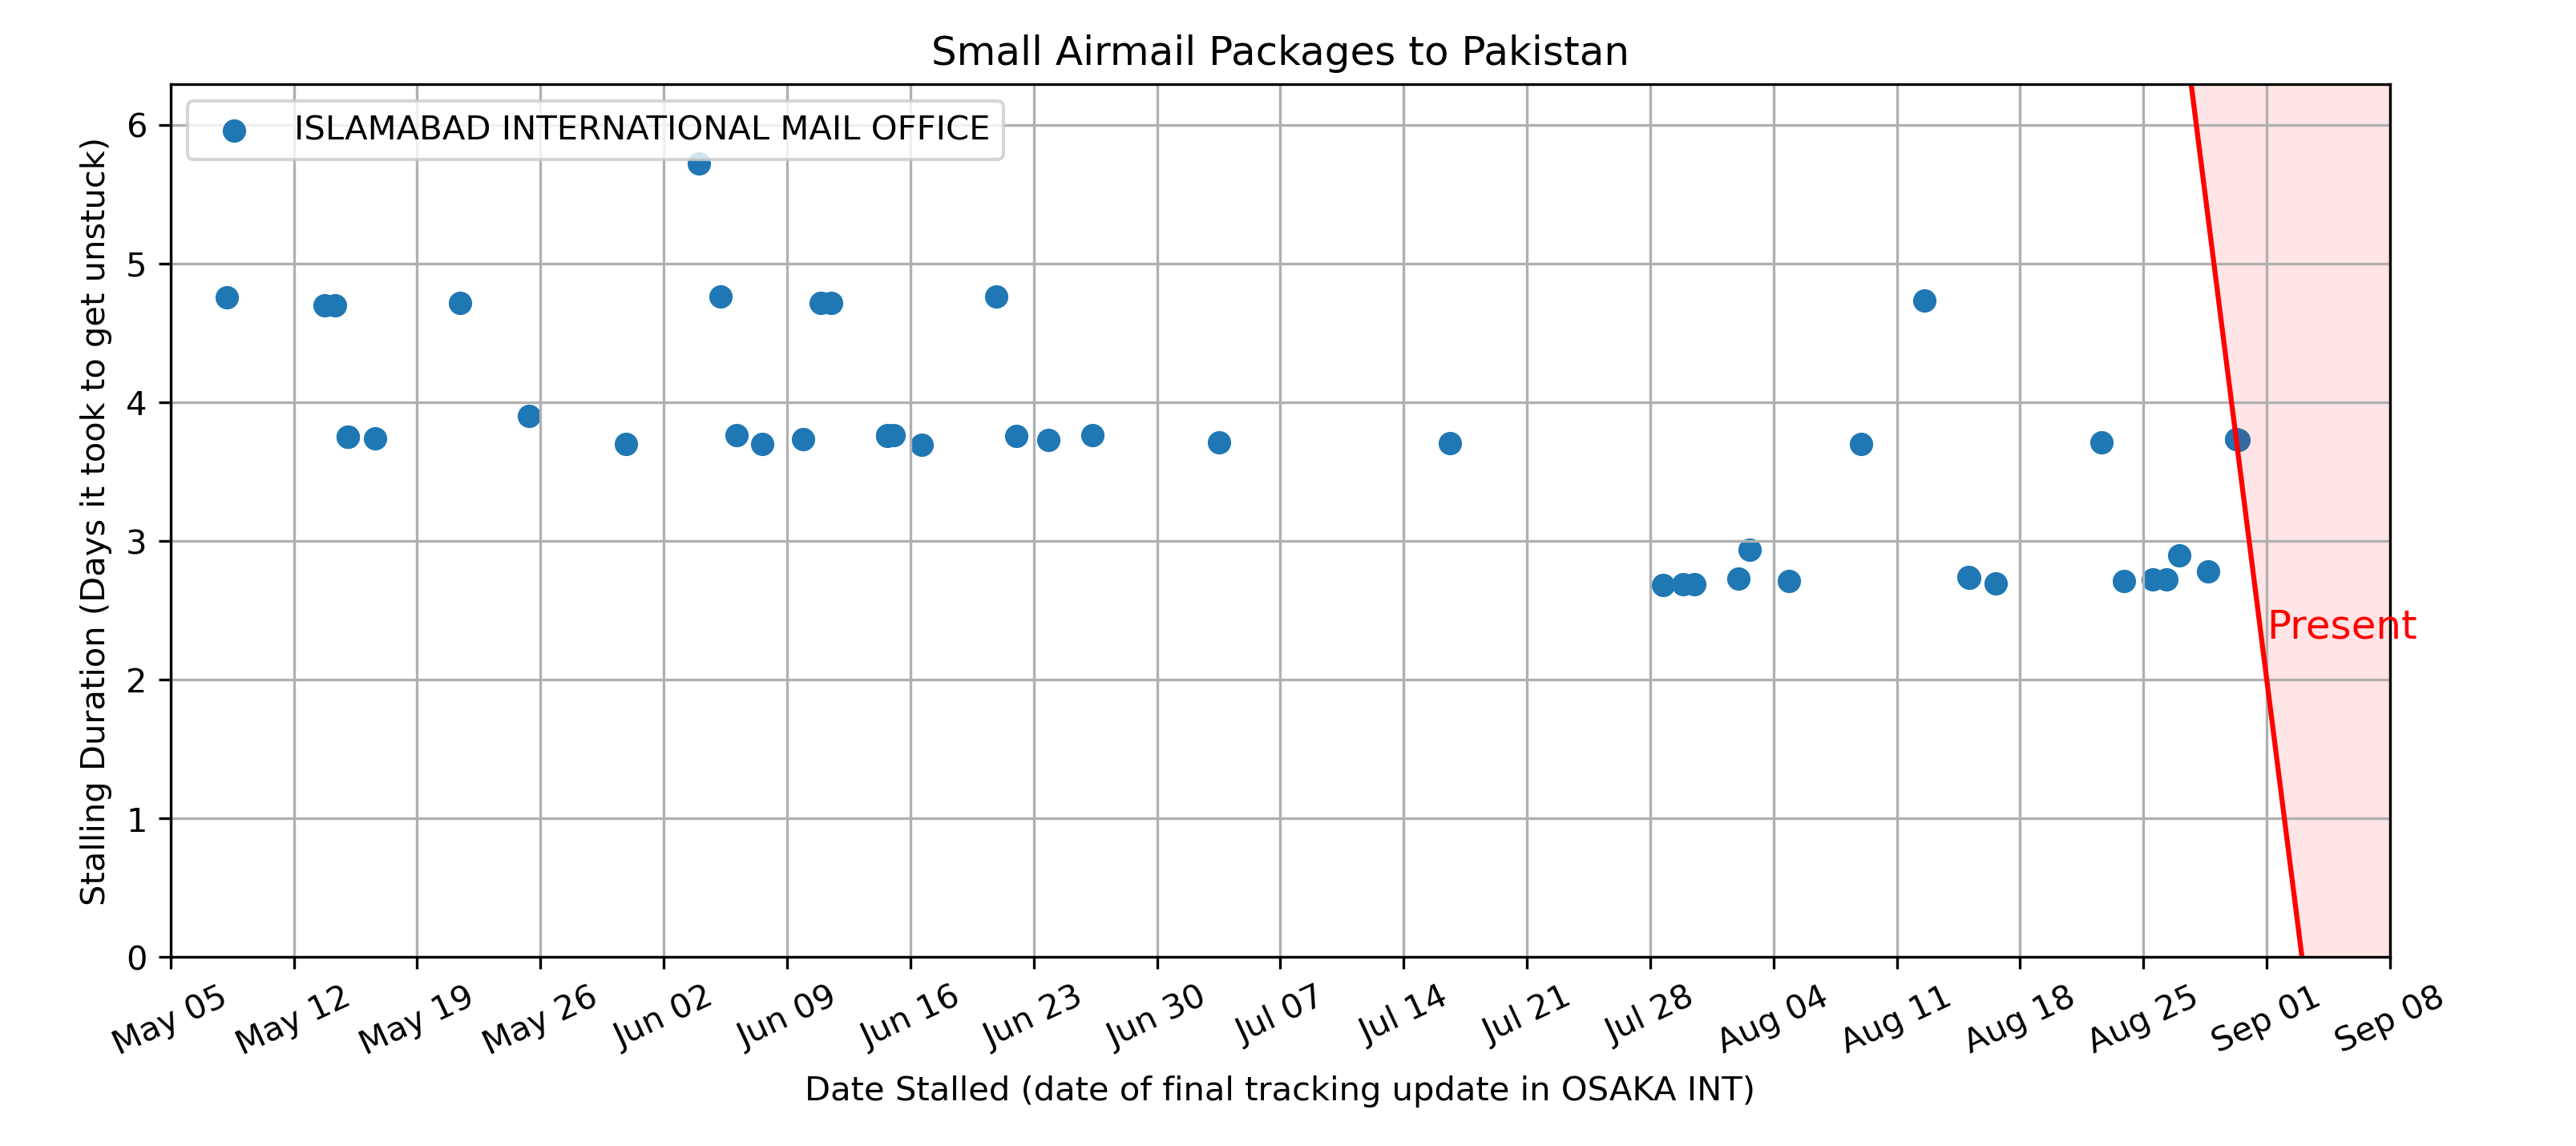 Small Airmail Packages to Pakistan
ISLAMABAD INTERNATIONAL MAIL OFFICE
Stalling Duration (Days it took to get unstuck)
6
5
4
3
2
1
0
Present
May 05
May 12
May 19
May 26
Jun 02
Jun 09
Jun 16
Jun 23
Jun 30
Jul 07
Jul 14
Jul 21
Jul 28
Aug 04
Aug 11
Aug 18
Aug 25
Sep 01
Sep 08
Date Stalled (date of final tracking update in OSAKA INT)